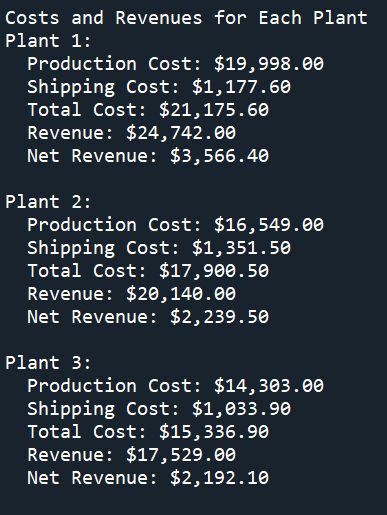 Costs and Revenues for Each Plant
Plant 1:
Production Cost: $19,998.00
Shipping Cost: $1,177.60
Total Cost: $21,175.60
Revenue: $24,742.00
Net Revenue: $3,566.40
Plant 2:
Production Cost: $16,549.00
Shipping Cost: $1,351.50
Total Cost: $17,900.50
Revenue: $20,140.00
Net Revenue: $2,239.50
Plant 3:
Production Cost: $14,303.00
Shipping Cost: $1,033.90
Total Cost: $15,336.90
Revenue: $17,529.00
Net Revenue: $2,192.10